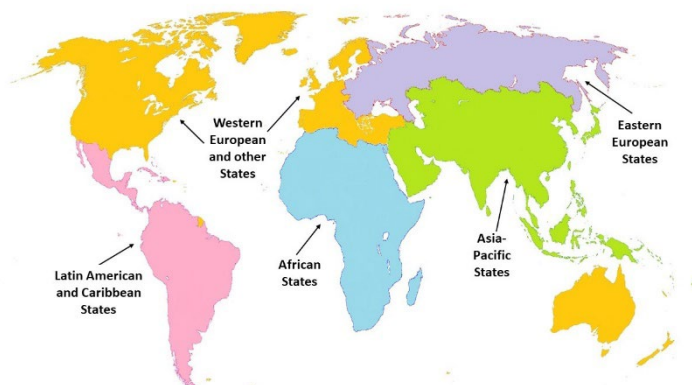 Western
European
and other
States
Eastern
European
States
Latin American
and Caribbean
States
African
States
Asia-
Pacific
States